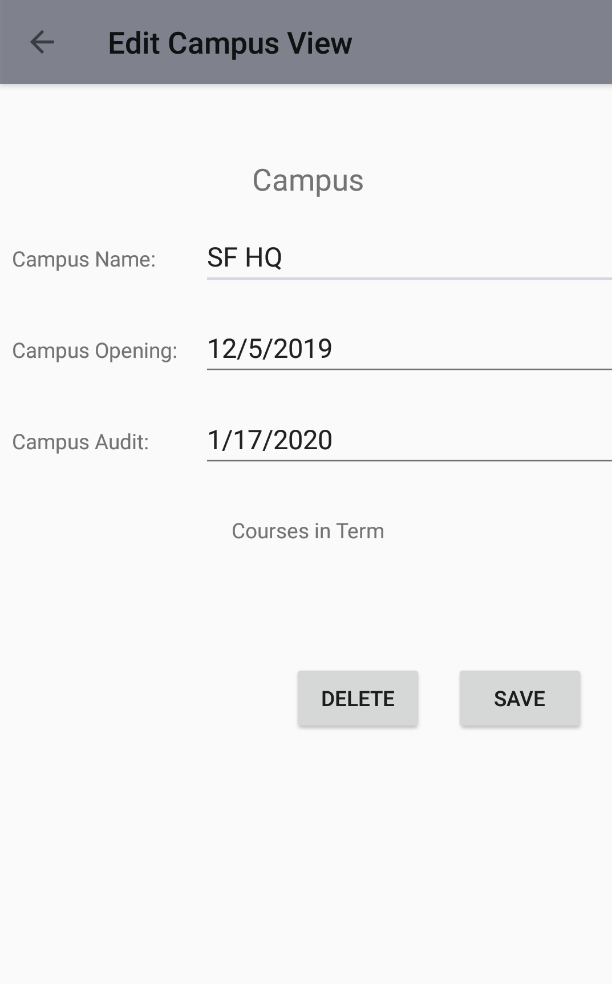 Edit Campus View
Campus
Campus Name: SF HQ
Campus Opening: 12/5/2019
Campus Audit: 1/17/2020
Courses in Term
DELETE SAVE